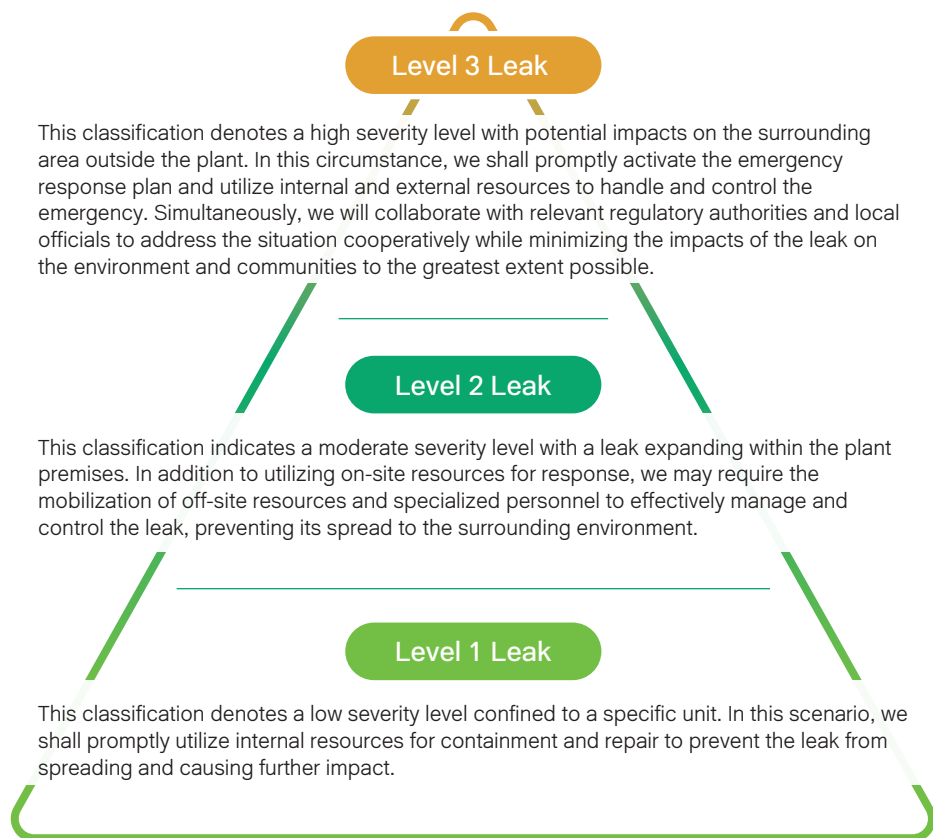 Level 3 Leak
This classification denotes a high severity level with potential impacts on the surrounding
area outside the plant. In this circumstance, we shall promptly activate the emergency
response plan and utilize internal and external resources to handle and control the
emergency. Simultaneously, we will collaborate with relevant regulatory authorities and local
officials to address the situation cooperatively while minimizing the impacts of the leak on
the environment and communities to the greatest extent possible.
Level 2 Leak
This classification indicates a moderate severity level with a leak expanding within the plant
premises. In addition to utilizing on-site resources for response, we may require the
mobilization of off-site resources and specialized personnel to effectively manage and
control the leak, preventing its spread to the surrounding environment.
Level 1 Leak
This classification denotes a low severity level confined to a specific unit. In this scenario, we
shall promptly utilize internal resources for containment and repair to prevent the leak from
spreading and causing further impact.